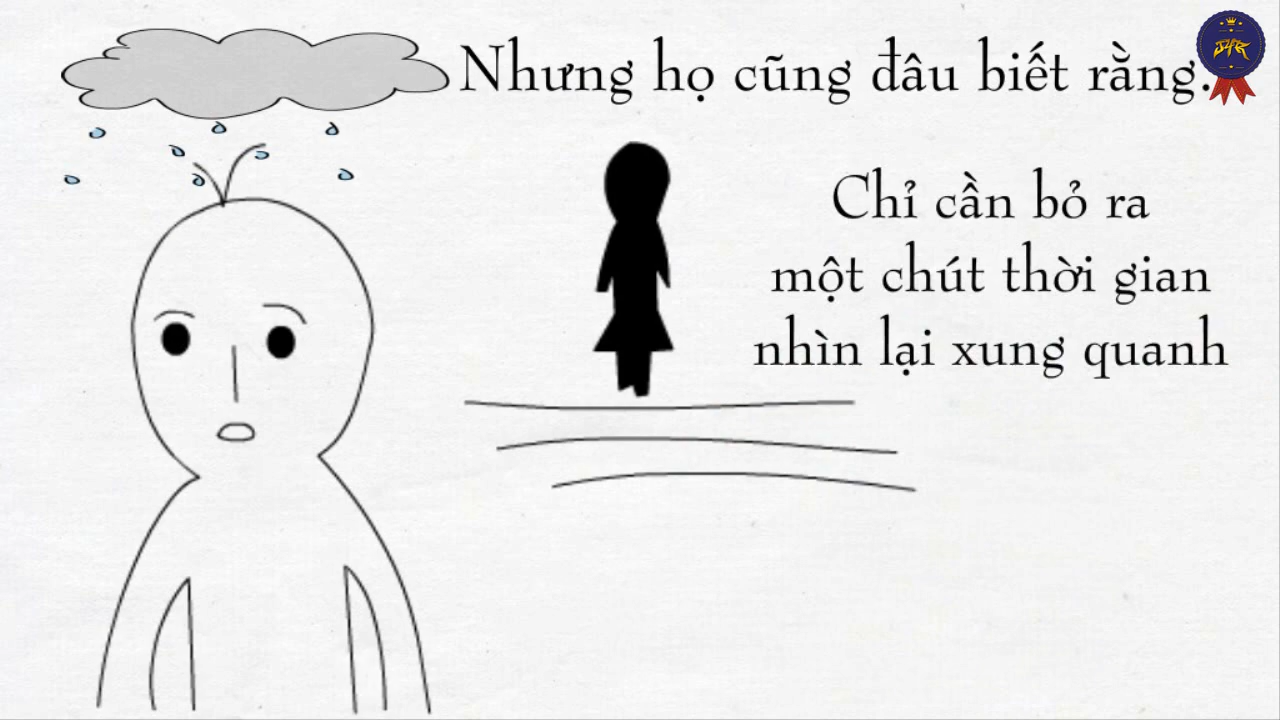 Nhưng họ cũng đâu biết rằng.
Chỉ cần bỏ ra
một chút thời gian
nhìn lại xung quanh